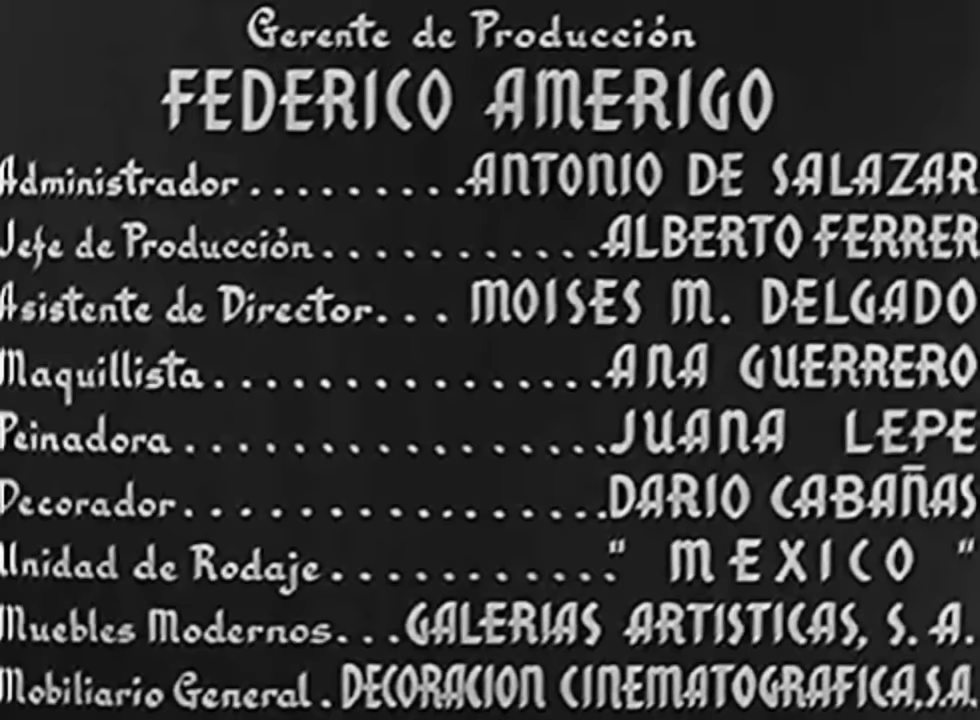 Gerente de Producción
FEDERICO AMERIGO
Administrador.........ANTONIO DE SALAZAR
Jefe de Producción...........ALBERTO FERRER
Asistente de Director... MOISES M. DELGADO
Maquillista...............ANA GUERRERO
Peinadora...............JUANA LEPE
Decorador...............DARIO CABAÑAS
Unidad de Rodaje..........." MEXICO "
Muebles Modernos...GALERIAS ARTISTICAS, S. A.
Mobiliario General.DECORACION CINEMATOGRAFICA,S.A.